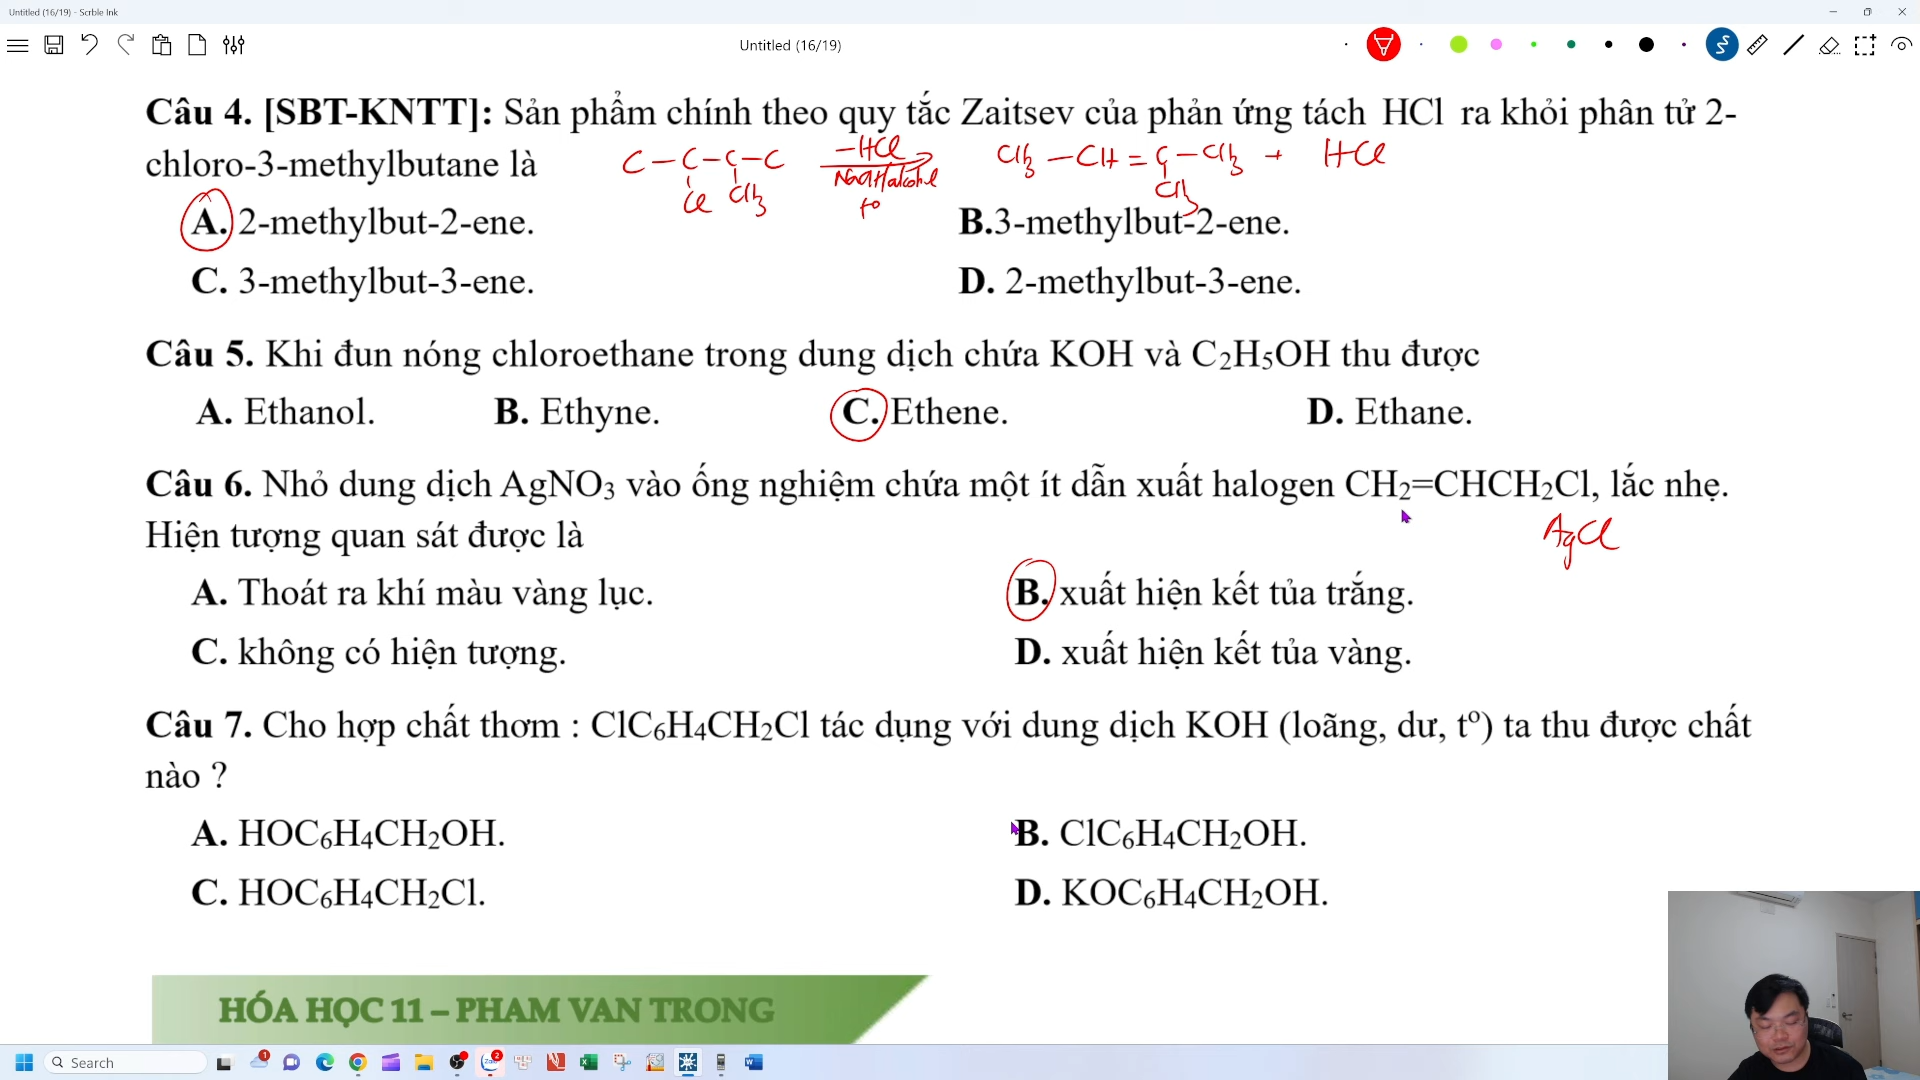 Untitled (16/19) - Scrble Ink
Untitled (16/19)
Câu 4. [SBT-KNTT]: Sản phẩm chính theo quy tắc Zaitsev của phản ứng tách HCl ra khỏi phân tử 2-
chloro-3-methylbutane là
C – C – C – C
Cl CH3
-HCl
NaOH/alcohol
to
CH3 – CH = C – CH3 + HCl
CH3
A. 2-methylbut-2-ene.
B.3-methylbut-2-ene.
C. 3-methylbut-3-ene.
D. 2-methylbut-3-ene.
Câu 5. Khi đun nóng chloroethane trong dung dịch chứa KOH và C2H5OH thu được
A. Ethanol.
B. Ethyne.
C. Ethene.
D. Ethane.
Câu 6. Nhỏ dung dịch AgNO3 vào ống nghiệm chứa một ít dẫn xuất halogen CH2=CHCH2Cl, lắc nhẹ.
Hiện tượng quan sát được là
AgCl
A. Thoát ra khí màu vàng lục.
B. xuất hiện kết tủa trắng.
C. không có hiện tượng.
D. xuất hiện kết tủa vàng.
Câu 7. Cho hợp chất thơm : ClC6H4CH2Cl tác dụng với dung dịch KOH (loãng, dư, tº) ta thu được chất
nào ?
A. HOC6H4CH2OH.
B. ClC6H4CH2OH.
C. HOC6H4CH2Cl.
D. KOC6H4CH2OH.
HÓA HỌC 11 – PHAM VAN TRONG
Search